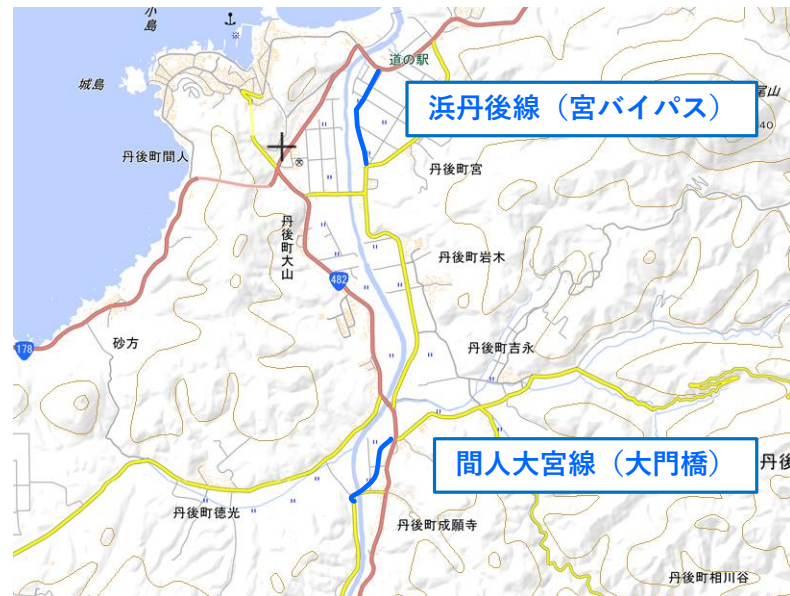 小島
城島
道の駅
浜丹後線（宮バイパス）
尾山
40
丹後町間人
丹後町宮
丹後町大山
丹後町岩木
482
178
砂方
丹後町吉永
間人大宮線（大門橋）
丹後
丹後町徳光
丹後町成願寺
丹後町相川谷